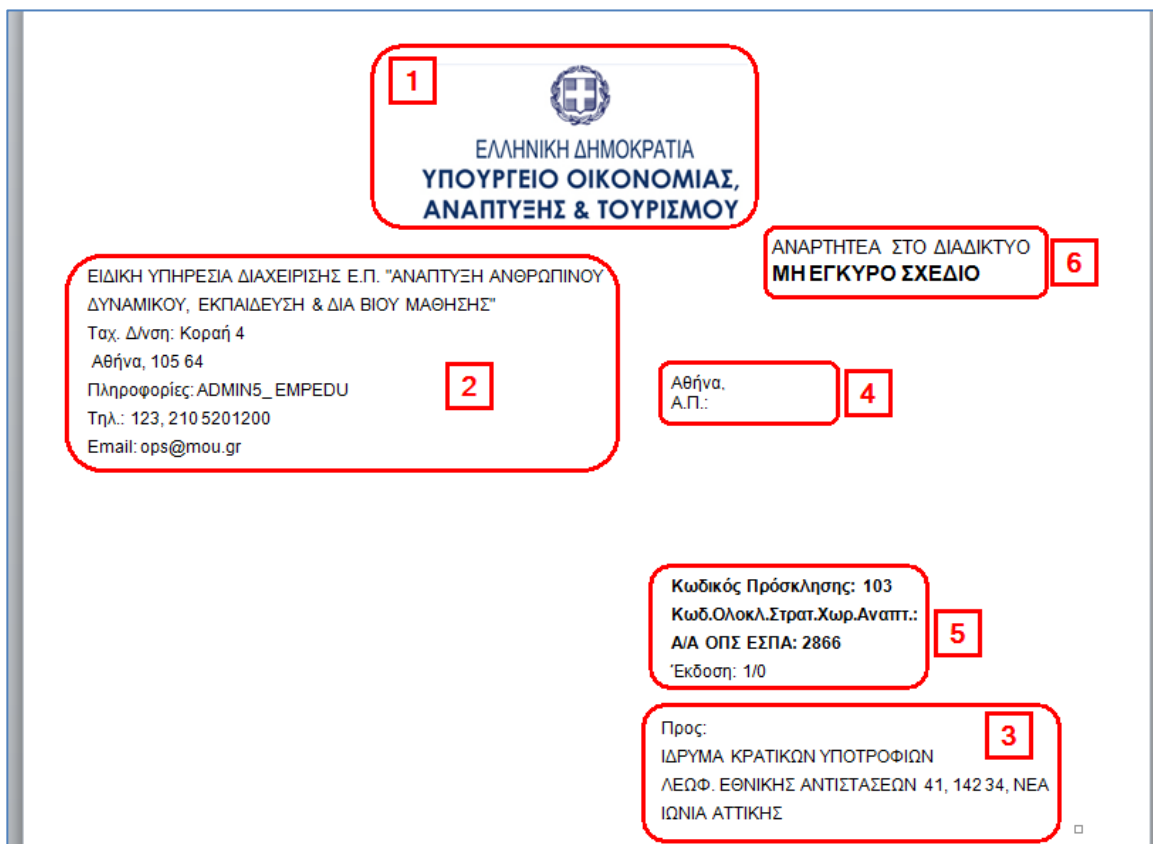 1
ΕΛΛΗΝΙΚΗ ΔΗΜΟΚΡΑΤΙΑ
ΥΠΟΥΡΓΕΙΟ ΟΙΚΟΝΟΜΙΑΣ,
ΑΝΑΠΤΥΞΗΣ & ΤΟΥΡΙΣΜΟΥ
ΑΝΑΡΤΗΤΕΑ ΣΤΟ ΔΙΑΔΙΚΤΥΟ
ΜΗ ΕΓΚΥΡΟ ΣΧΕΔΙΟ
6
ΕΙΔΙΚΗ ΥΠΗΡΕΣΙΑ ΔΙΑΧΕΙΡΙΣΗΣ Ε.Π. "ΑΝΑΠΤΥΞΗ ΑΝΘΡΩΠΙΝΟΥ
ΔΥΝΑΜΙΚΟΥ, ΕΚΠΑΙΔΕΥΣΗ & ΔΙΑ ΒΙΟΥ ΜΑΘΗΣΗΣ"
Ταχ. Δ/νση: Κοραή 4
Αθήνα, 105 64
Πληροφορίες: ADMIN5_ EMPEDU
Τηλ.: 123, 210 5201200
Email: ops@mou.gr
2
Αθήνα,
Α.Π.:
4
Κωδικός Πρόσκλησης: 103
Κωδ.Ολοκλ.Στρατ.Χωρ.Αναπτ.:
Α/Α ΟΠΣ ΕΣΠΑ: 2866
Έκδοση: 1/0
5
Προς:
3
ΙΔΡΥΜΑ ΚΡΑΤΙΚΩΝ ΥΠΟΤΡΟΦΙΩΝ
ΛΕΩΦ. ΕΘΝΙΚΗΣ ΑΝΤΙΣΤΑΣΕΩΝ 41, 142 34, ΝΕΑ
ΙΩΝΙΑ ΑΤΤΙΚΗΣ